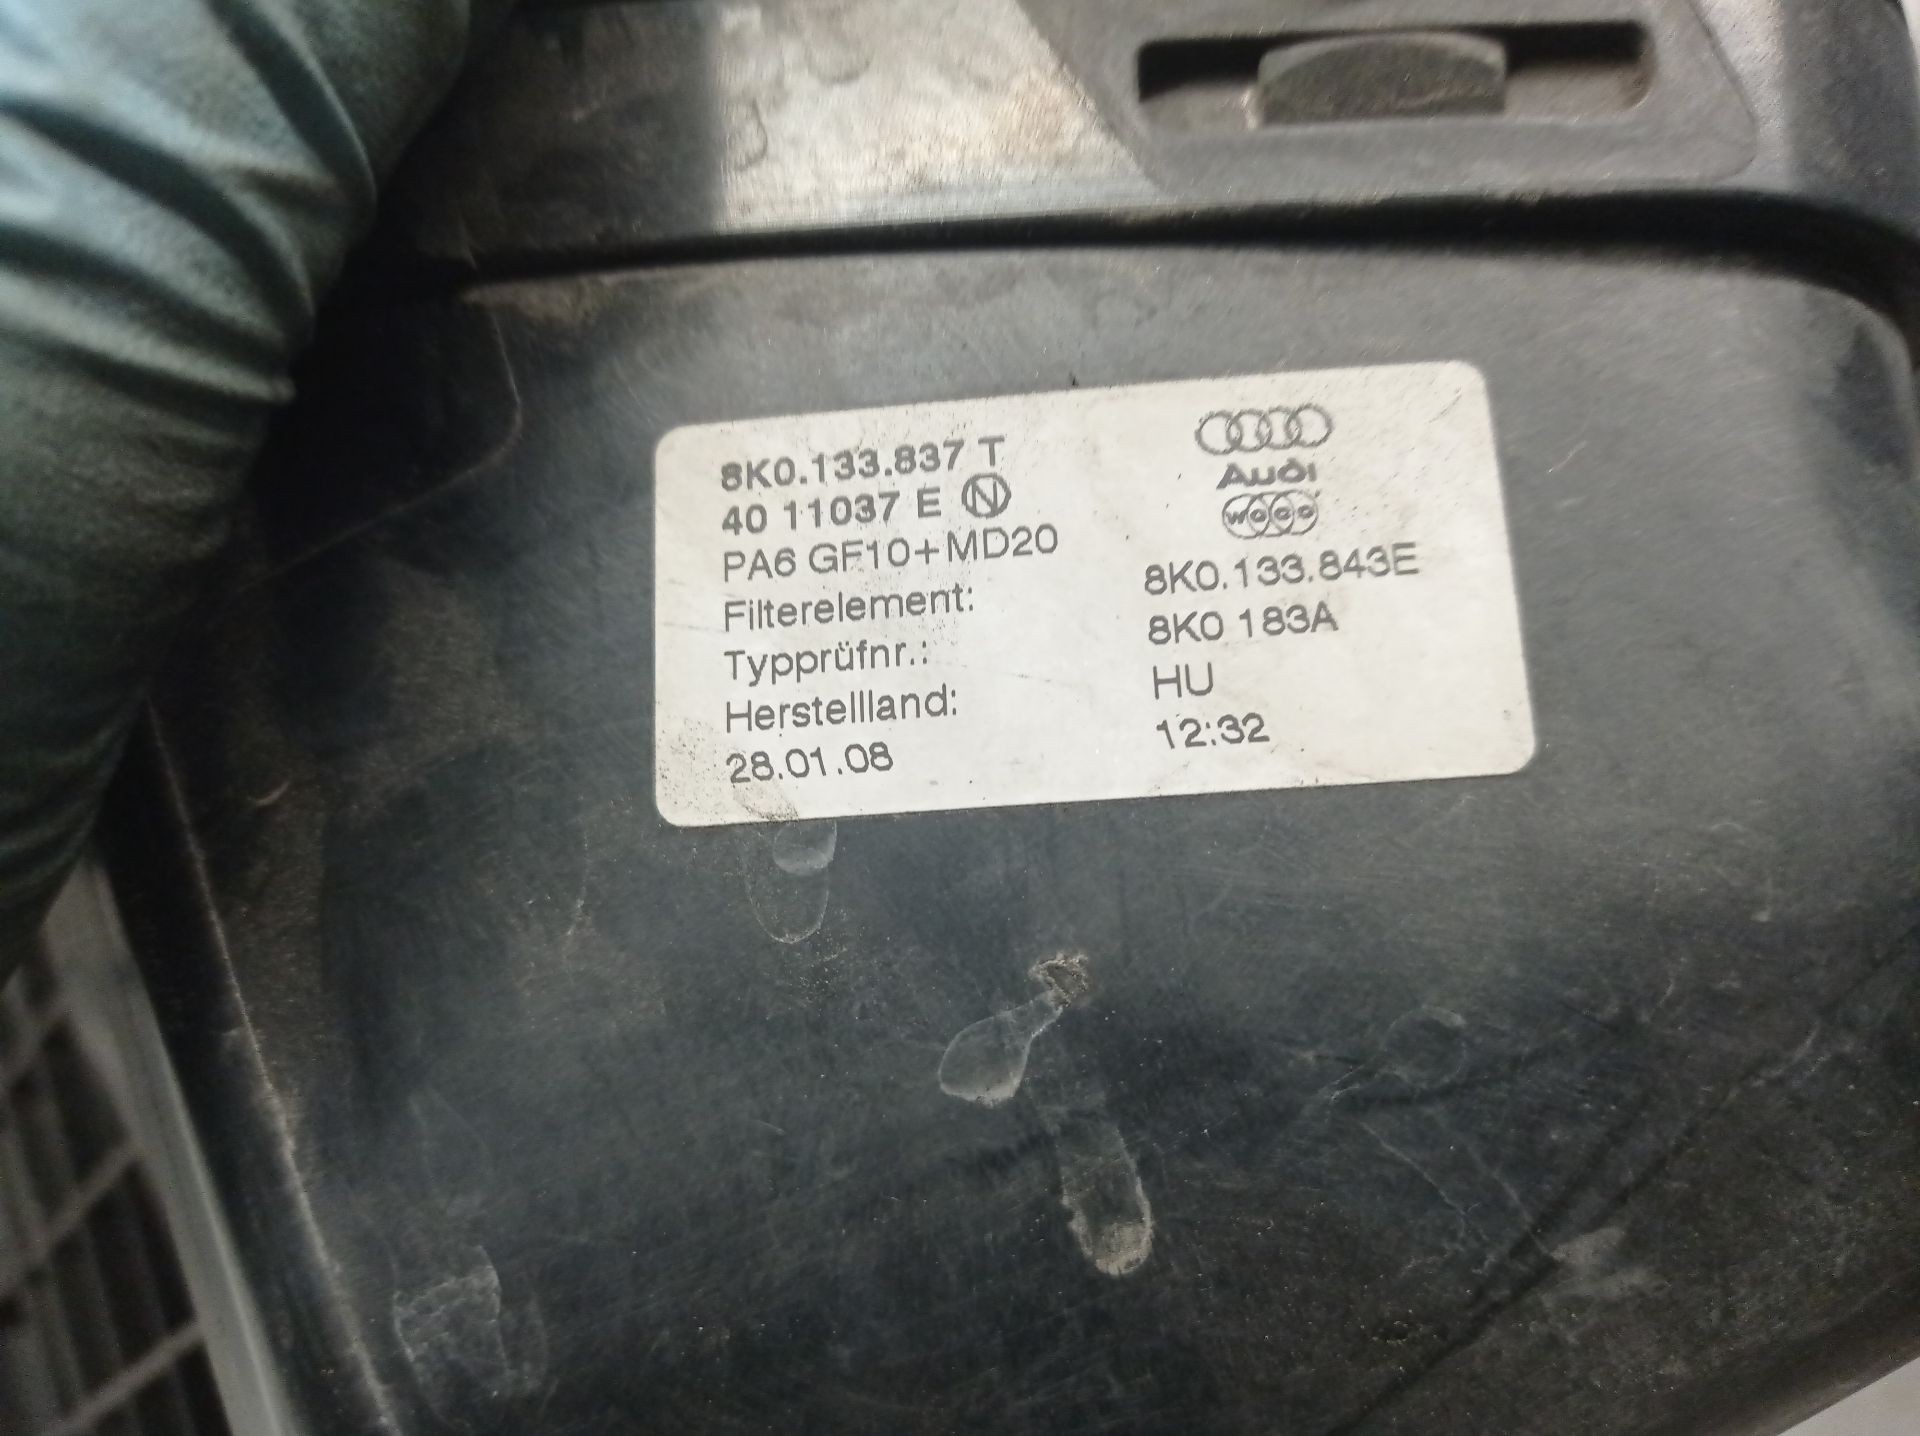 8K0.133.837 T
40 11037 E N
PA6 GF10+MD20
Filterelement:
Typprüfnr.:
Herstellland:
28.01.08
Audi
WOCO
8K0.133.843E
8K0 183A
HU
12:32